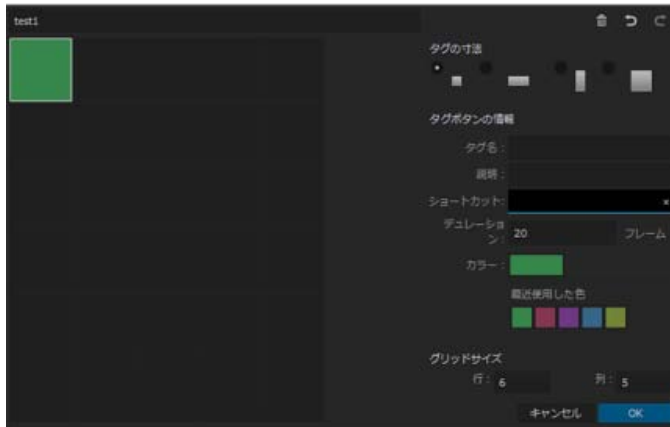 test1
タグの寸法
タグボタンの情報
タグ名:
説明:
ショートカット:
×
デュレーショ
ン:
20
フレーム
カラー:
最近使用した色
グリッドサイズ
行: 6
列: 5
キャンセル
OK